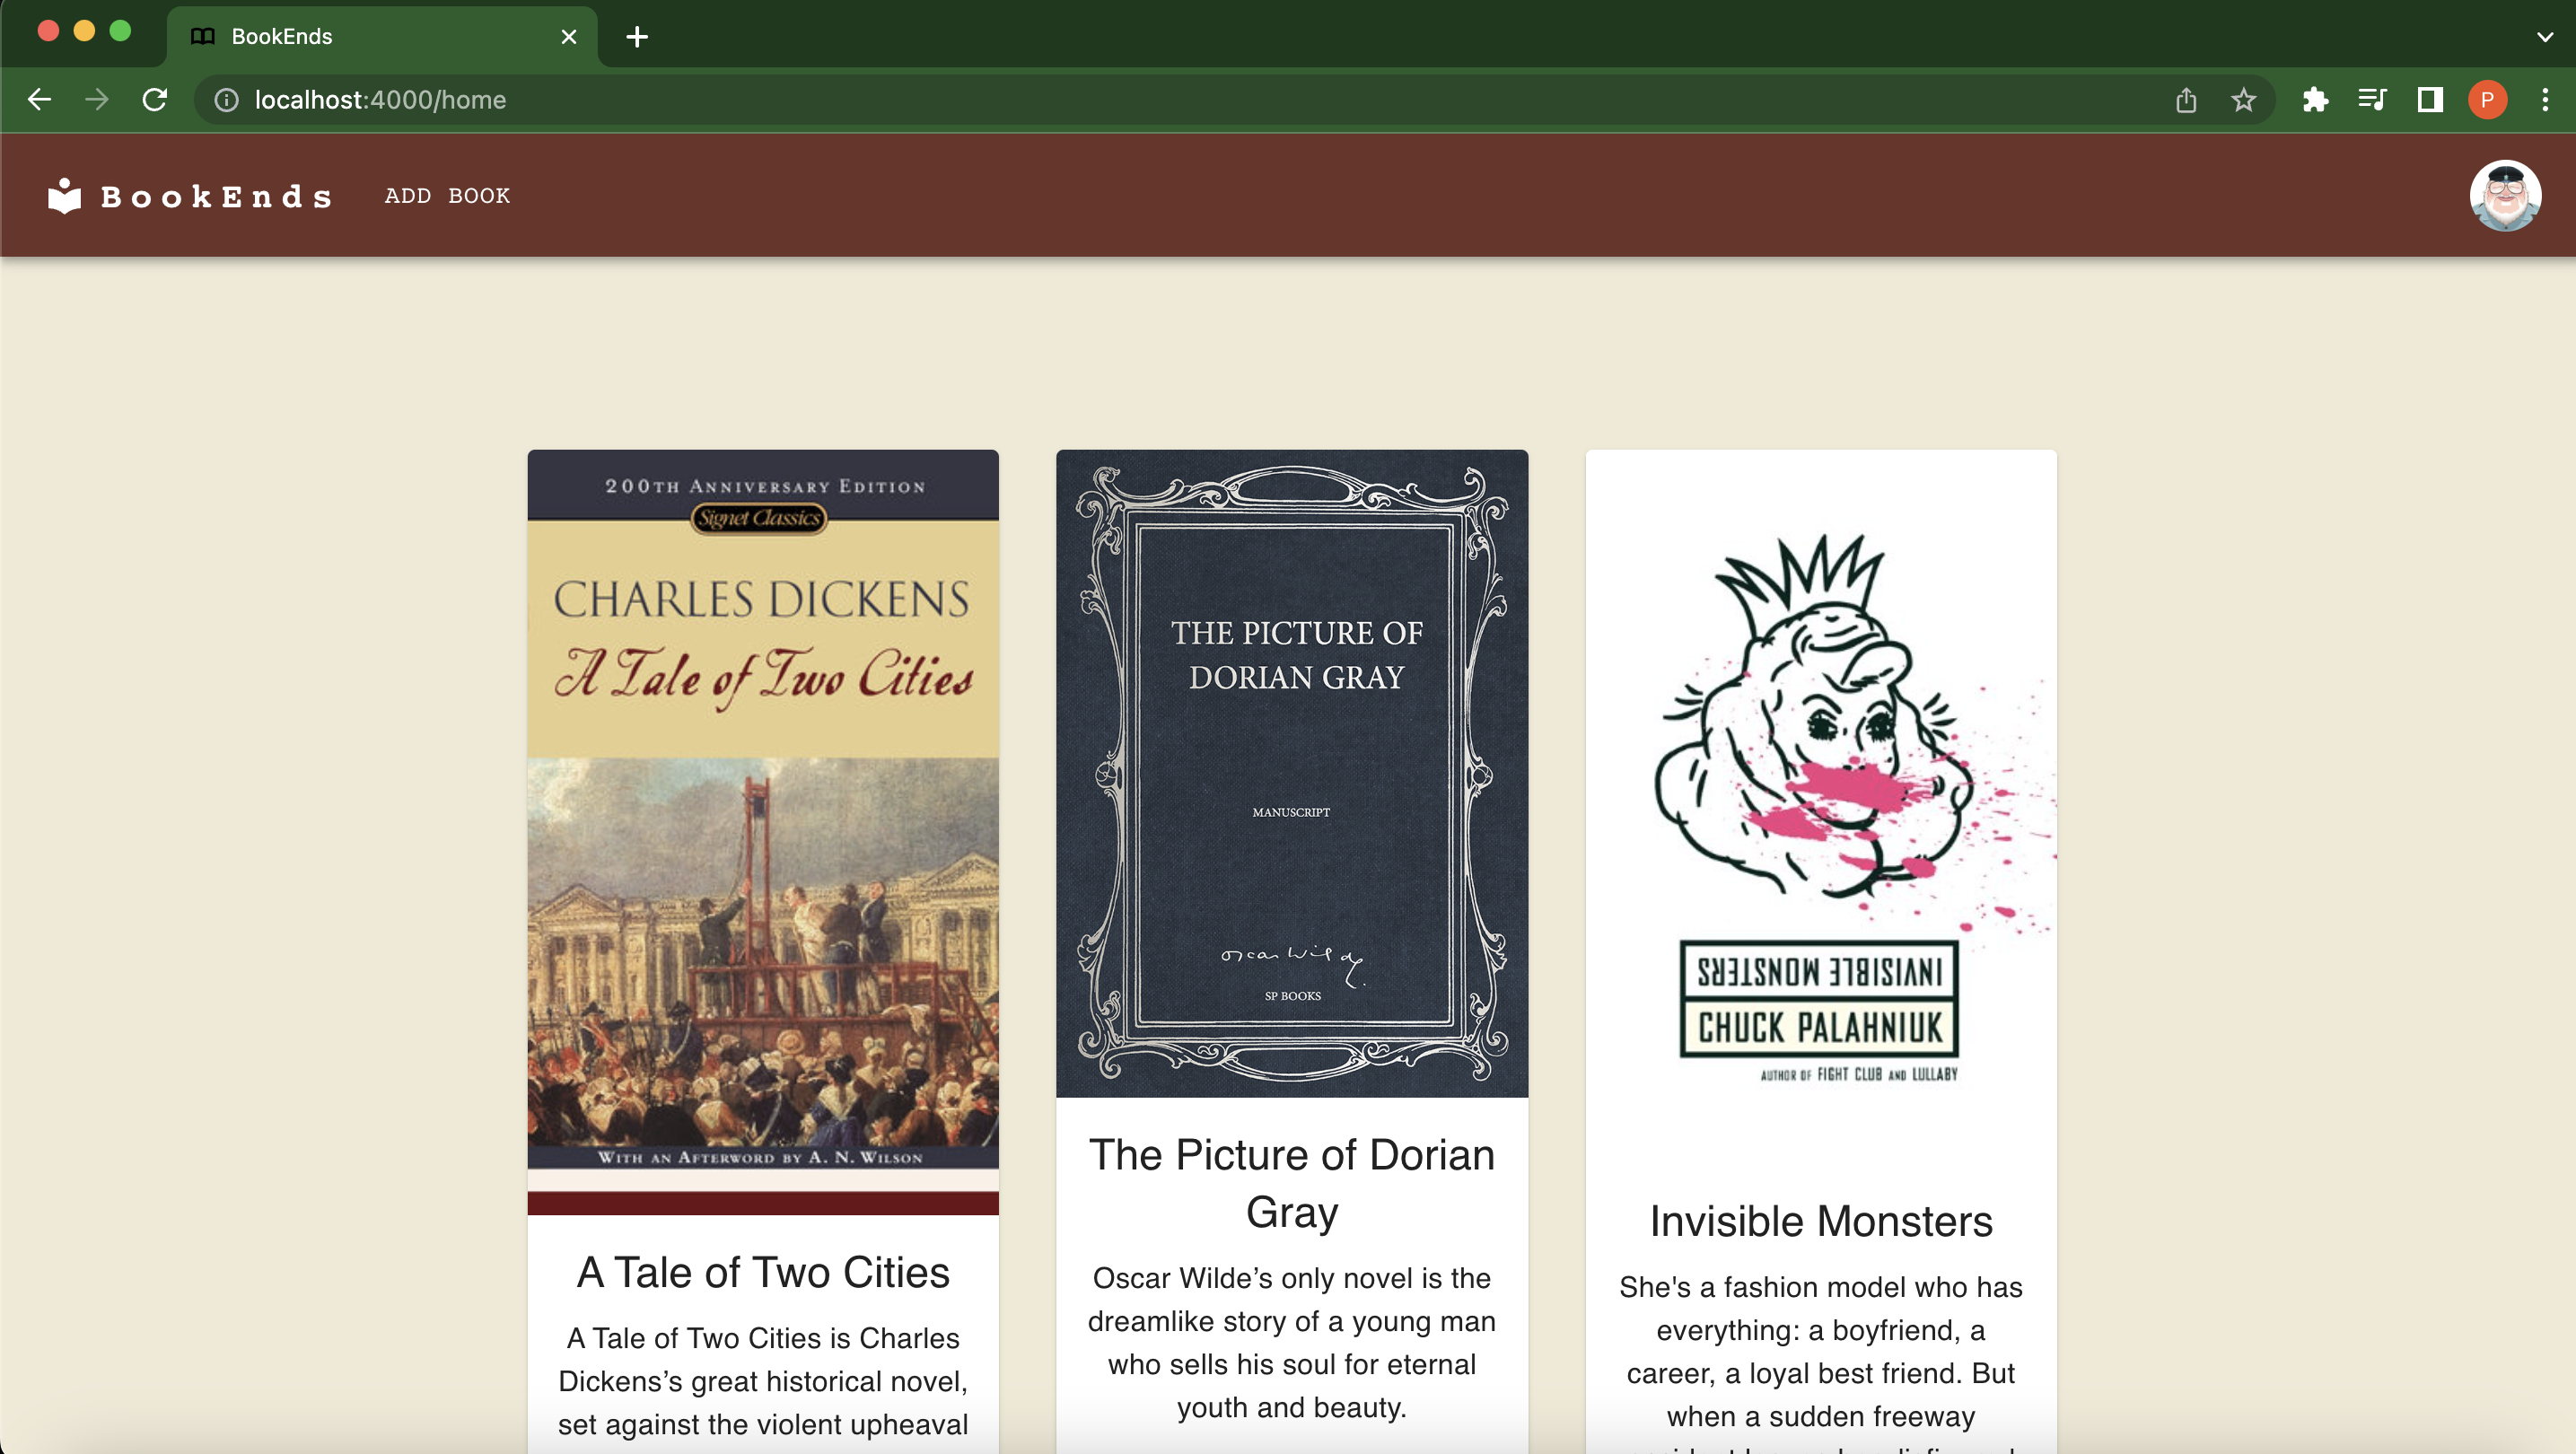 BookEnds
localhost:4000/home
P
BookEnds
ADD BOOK
200TH ANNIVERSARY EDITION
Signet Classics
CHARLES DICKENS
A Tale of Two Cities
WITH AN AFTERWORD BY A. N. WILSON
A Tale of Two Cities
A Tale of Two Cities is Charles
Dickens’s great historical novel,
set against the violent upheaval
THE PICTURE OF
DORIAN GRAY
MANUSCRIPT
Oscar Wilde.
SP BOOKS
The Picture of Dorian
Gray
Oscar Wilde’s only novel is the
dreamlike story of a young man
who sells his soul for eternal
youth and beauty.
INVISIBLE MONSTERS
CHUCK PALAHNIUK
AUTHOR OF FIGHT CLUB AND LULLABY
Invisible Monsters
She's a fashion model who has
everything: a boyfriend, a
career, a loyal best friend. But
when a sudden freeway